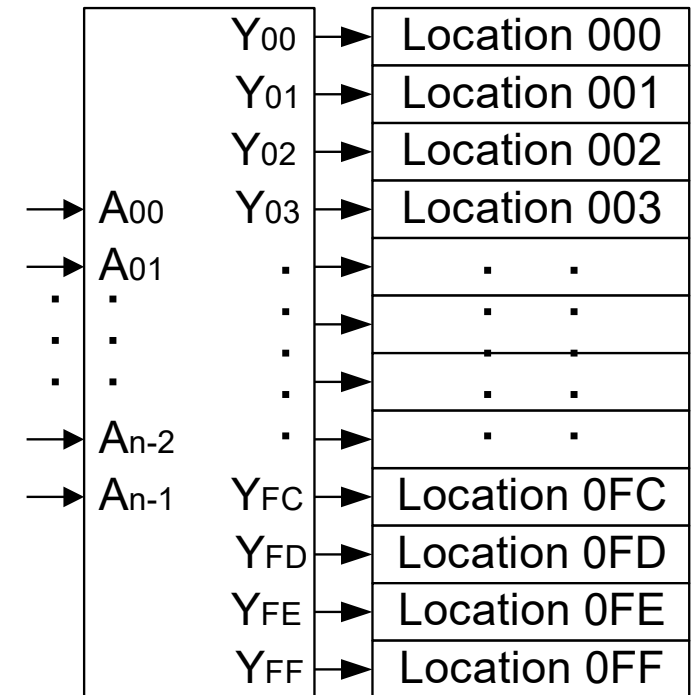 Y00 Location 000
Y01 Location 001
Y02 Location 002
A00 Y03 Location 003
A01
An-2
An-1 YFC Location 0FC
YFD Location 0FD
YFE Location 0FE
YFF Location 0FF